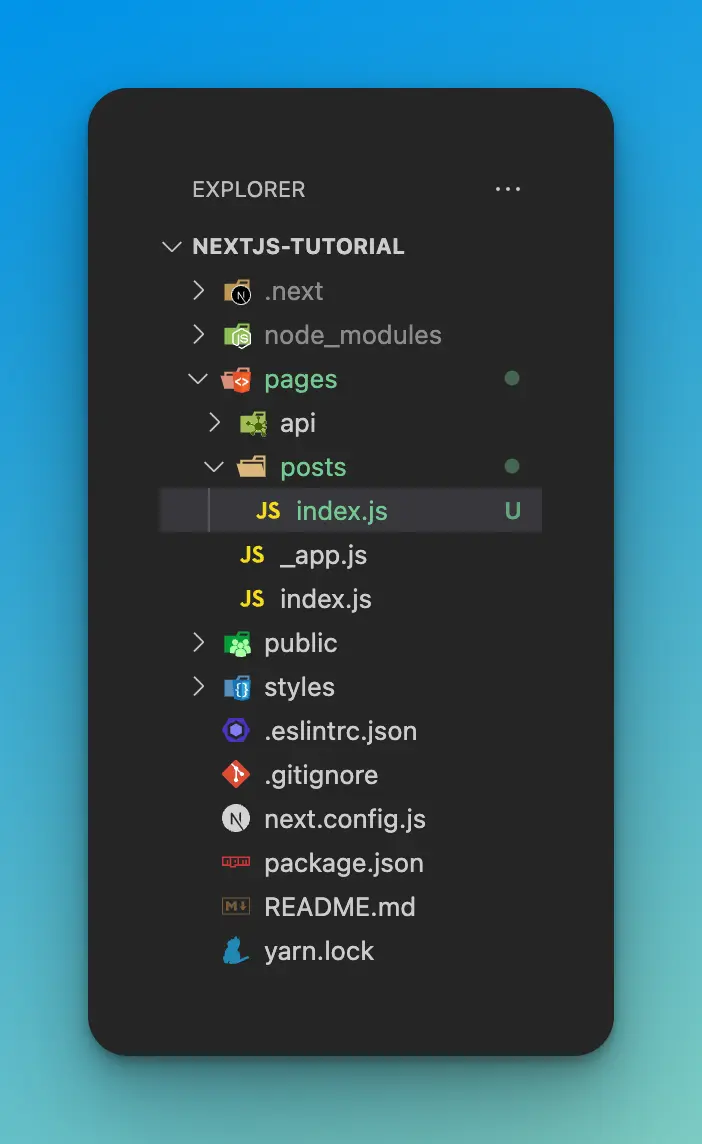 EXPLORER ...
NEXTJS-TUTORIAL
.next
node_modules
pages
api
posts
JS index.js U
JS _app.js
JS index.js
public
styles
.eslintrc.json
.gitignore
N next.config.js
npm package.json
M README.md
yarn.lock